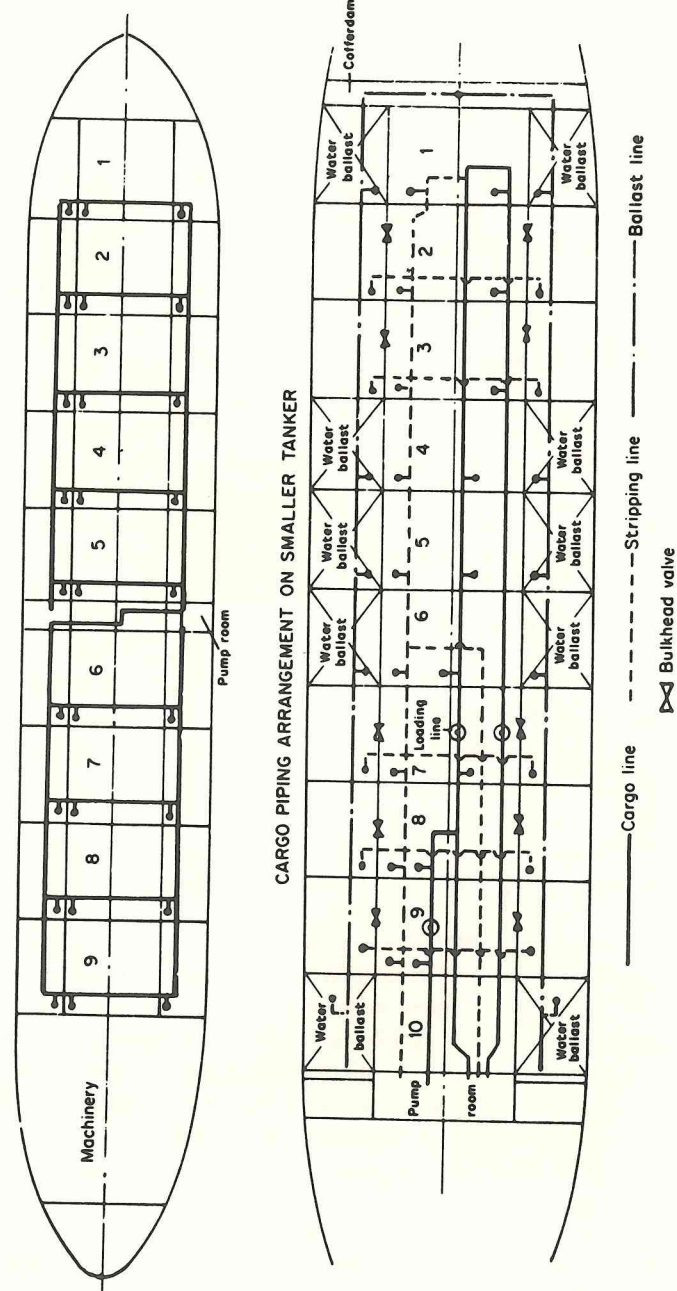 Machinery
9
8
7
6
5
4
3
2
1
Pump room
CARGO PIPING ARRANGEMENT ON SMALLER TANKER
Cofferdam
Water
ballast
Water
ballast
Water
ballast
Water
ballast
Water
ballast
10
9
8
7
6
5
4
3
2
1
Loading
line
Pump
room
Water
ballast
Water
ballast
Water
ballast
Water
ballast
Water
ballast
Cargo line
Stripping line
Ballast line
Bulkhead valve